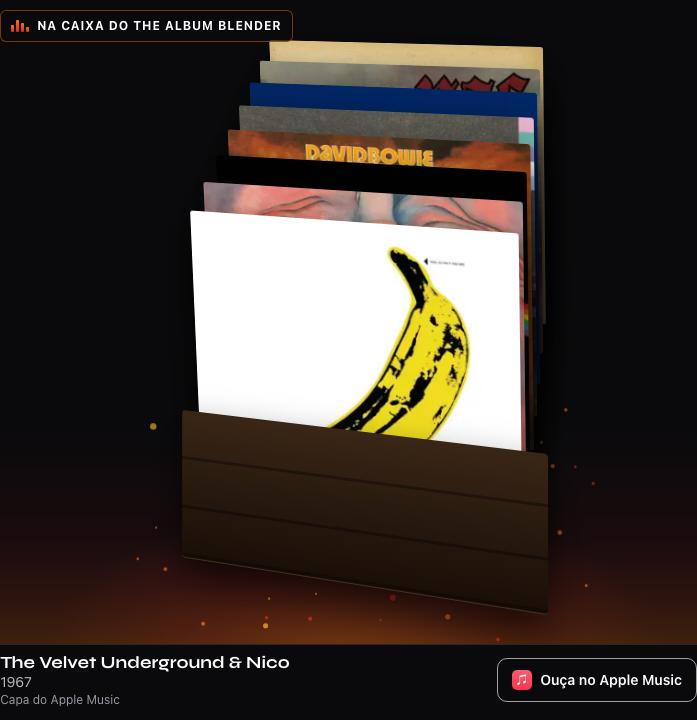 NA CAIXA DO THE ALBUM BLENDER
DAVIDBOWIE
The Velvet Underground & Nico
1967
Capa do Apple Music
Ouça no Apple Music